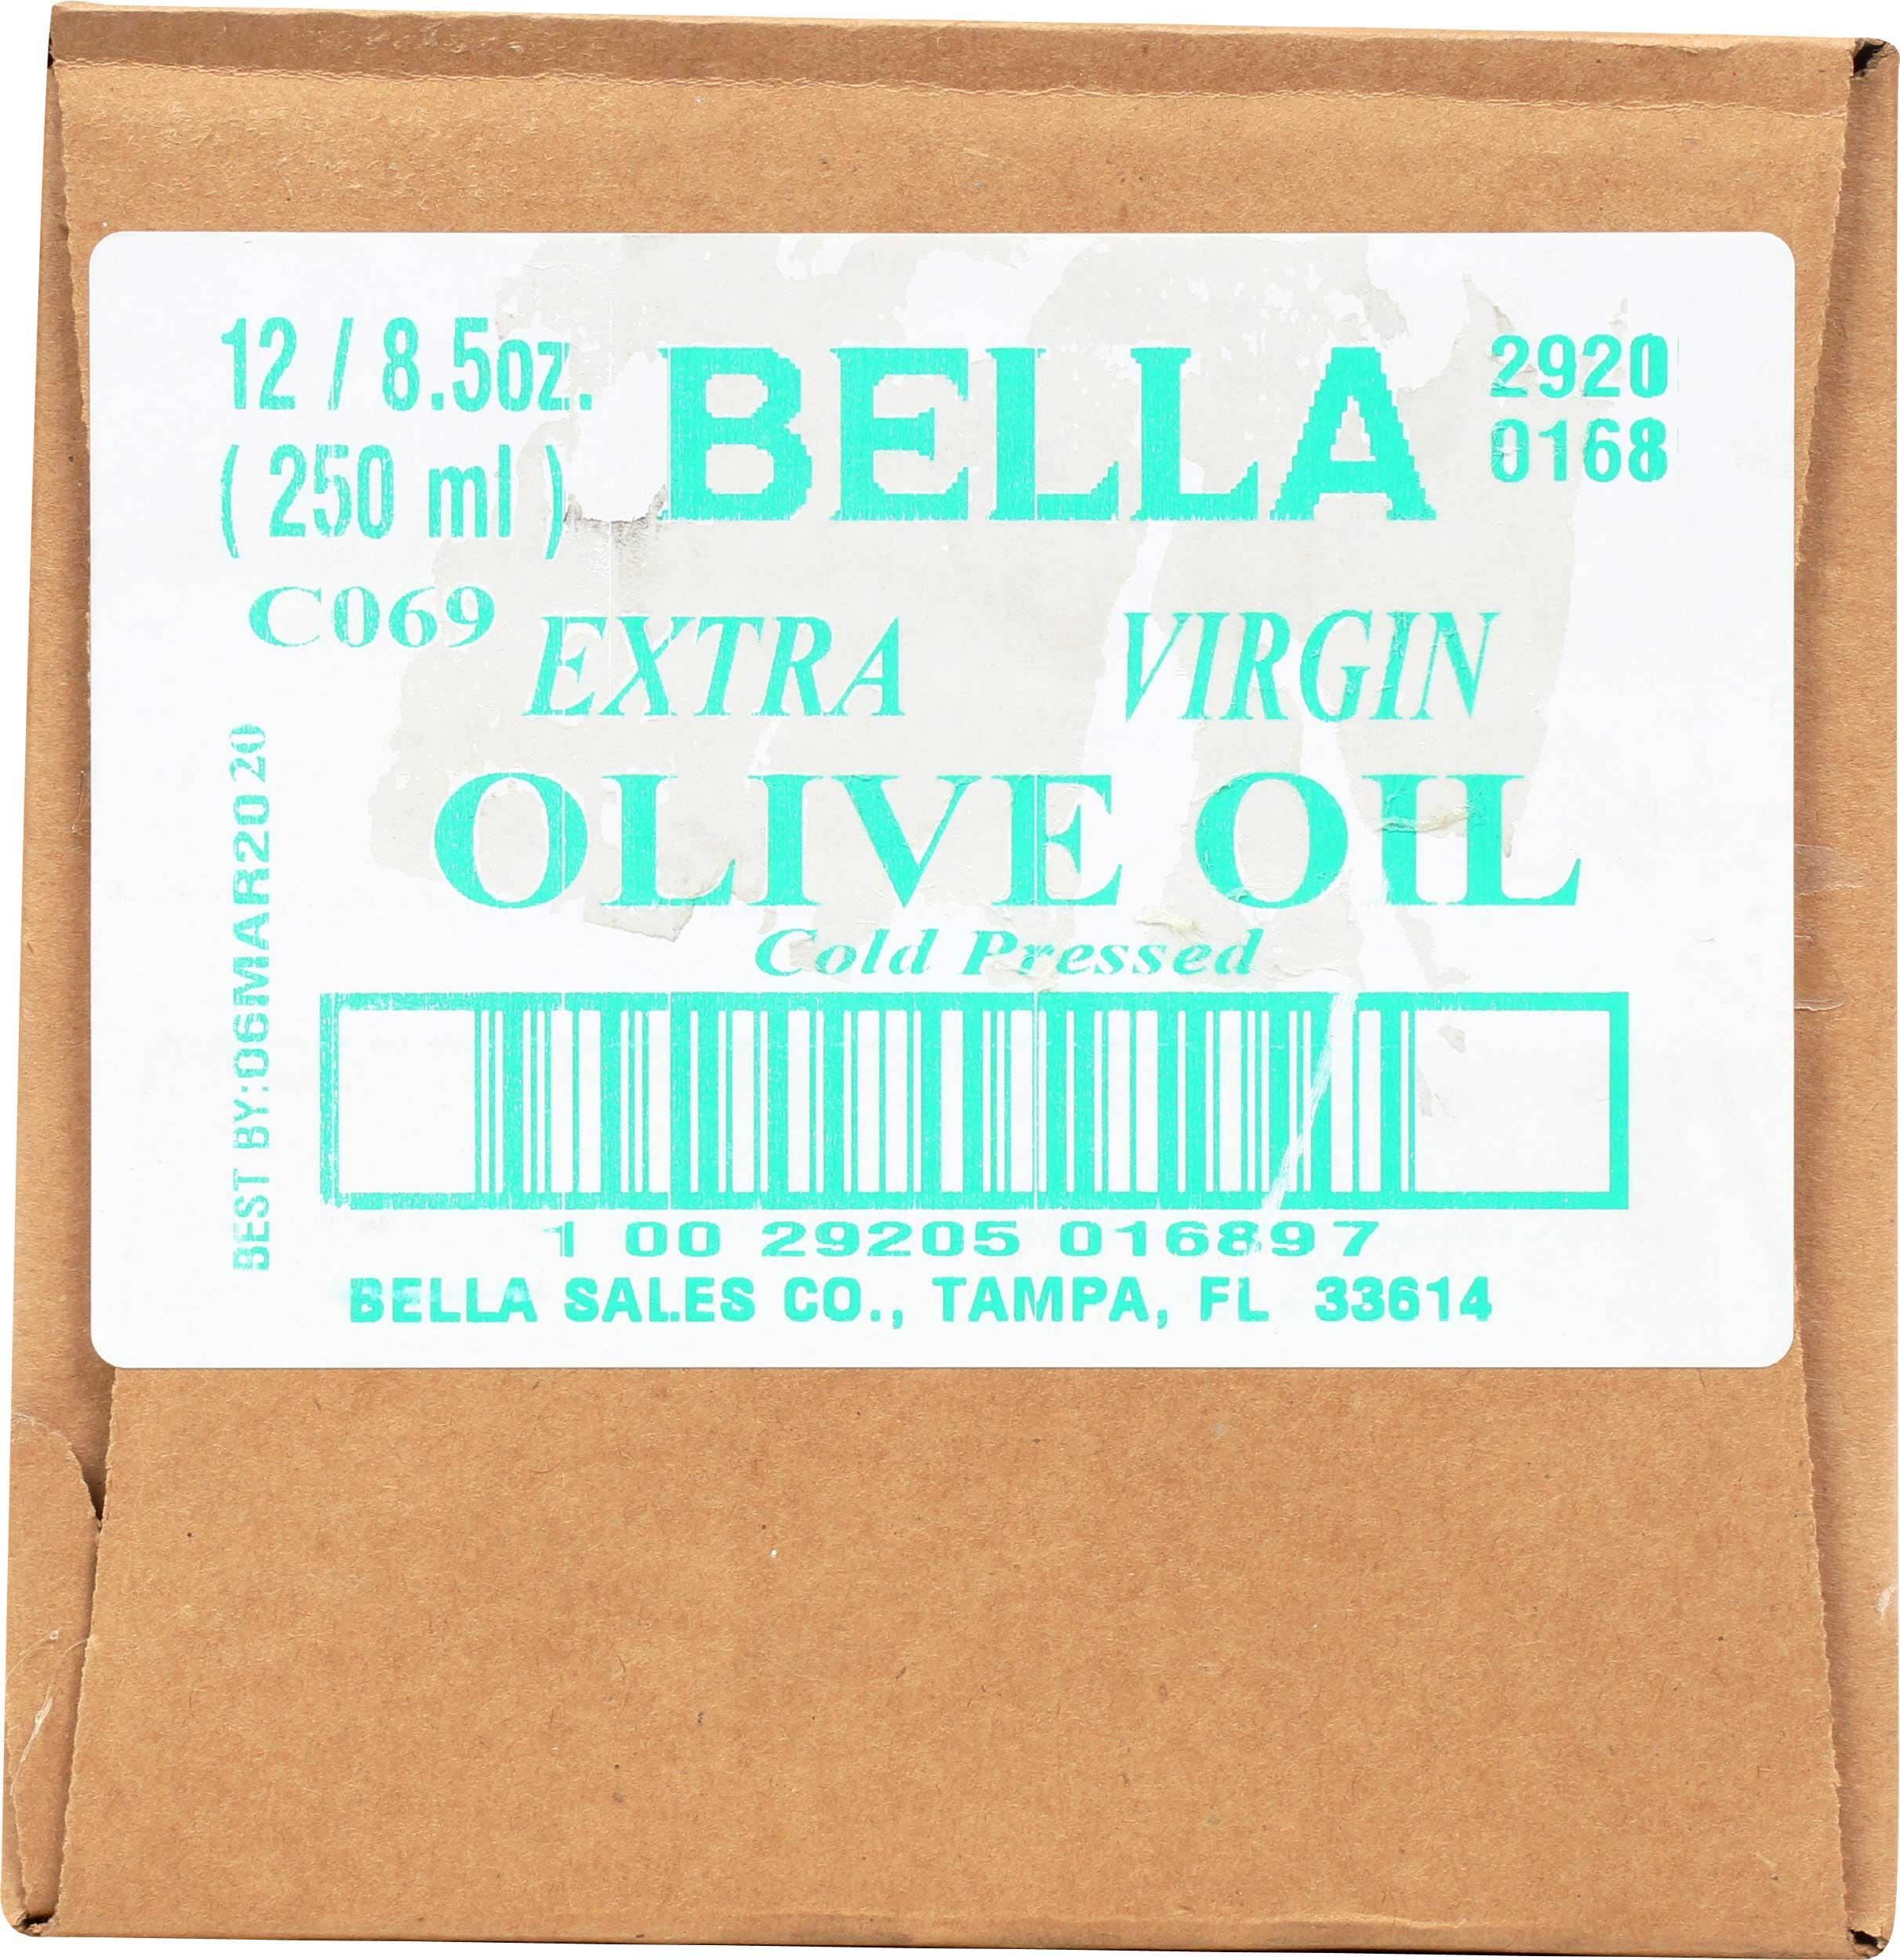 12 / 8.5oz.
( 250 ml )
C069
BELLA
2920
0168
EXTRA VIRGIN
OLIVE OIL
Cold Pressed
BEST BY:06MAR2020
1 00 29205 016897
BELLA SALES CO., TAMPA, FL 33614